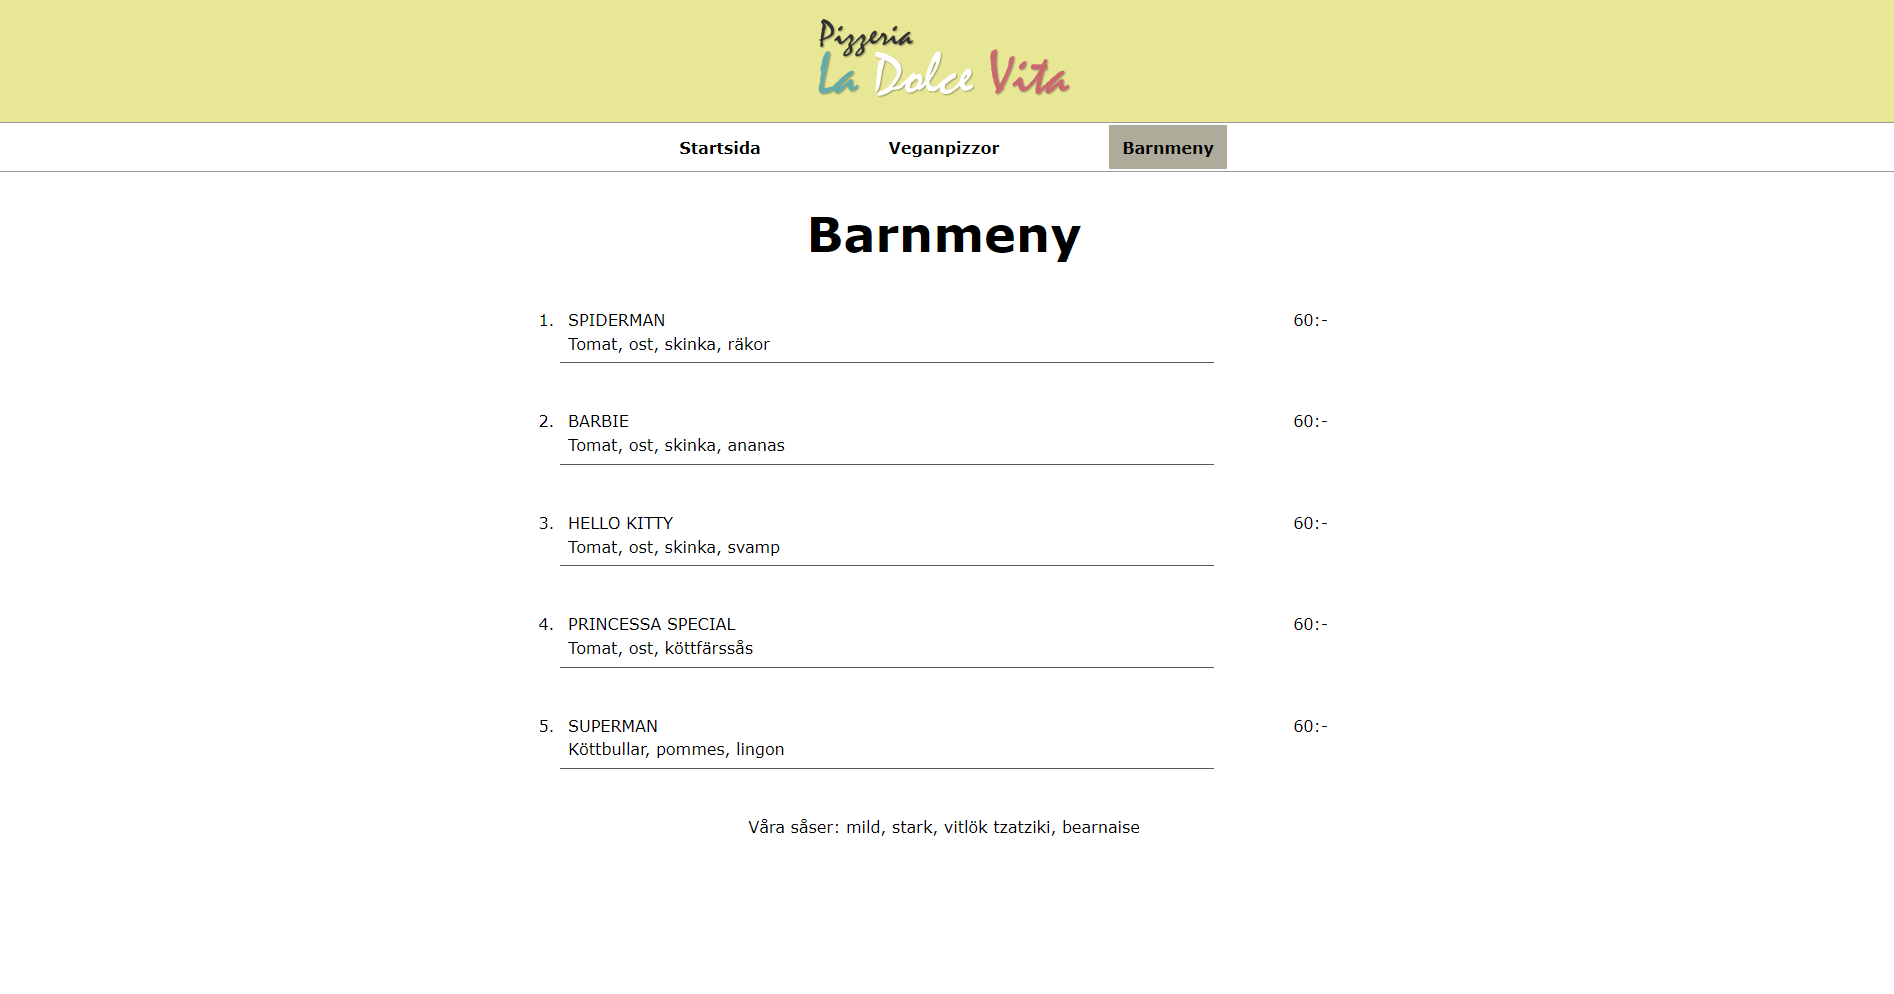 Pizzeria
La Dolce Vita
Startsida Veganpizzor Barnmeny
Barnmeny
1. SPIDERMAN 60:-
Tomat, ost, skinka, räkor
2. BARBIE 60:-
Tomat, ost, skinka, ananas
3. HELLO KITTY 60:-
Tomat, ost, skinka, svamp
4. PRINCESSA SPECIAL 60:-
Tomat, ost, köttfärssås
5. SUPERMAN 60:-
Köttbullar, pommes, lingon
Våra såser: mild, stark, vitlök tzatziki, bearnaise